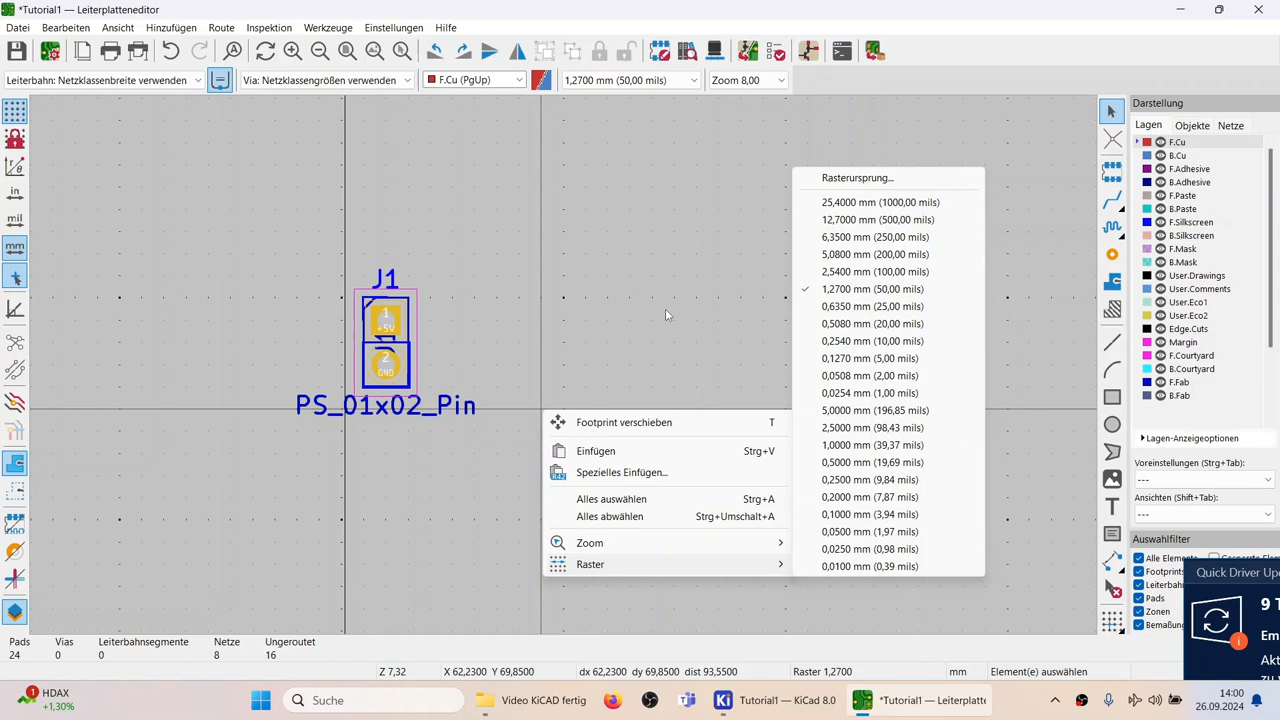 *Tutorial1 — Leiterplatteneditor
Datei Bearbeiten Ansicht Hinzufügen Route Inspektion Werkzeuge Einstellungen Hilfe
Leiterbahn: Netzklassenbreite verwenden Via: Netzklassengrößen verwenden F.Cu (PgUp) 1,2700 mm (50,00 mils) Zoom 8,00
in
mil
mm
J1
1
+5V
2
GND
PS_01x02_Pin
Footprint verschieben T
Einfügen Strg+V
Spezielles Einfügen...
Alles auswählen Strg+A
Alles abwählen Strg+Umschalt+A
Zoom
Raster
Rasterursprung...
25,4000 mm (1000,00 mils)
12,7000 mm (500,00 mils)
6,3500 mm (250,00 mils)
5,0800 mm (200,00 mils)
2,5400 mm (100,00 mils)
1,2700 mm (50,00 mils)
0,6350 mm (25,00 mils)
0,5080 mm (20,00 mils)
0,2540 mm (10,00 mils)
0,1270 mm (5,00 mils)
0,0508 mm (2,00 mils)
0,0254 mm (1,00 mils)
5,0000 mm (196,85 mils)
2,5000 mm (98,43 mils)
1,0000 mm (39,37 mils)
0,5000 mm (19,69 mils)
0,2500 mm (9,84 mils)
0,2000 mm (7,87 mils)
0,1000 mm (3,94 mils)
0,0500 mm (1,97 mils)
0,0250 mm (0,98 mils)
0,0100 mm (0,39 mils)
Darstellung
Lagen Objekte Netze
F.Cu
B.Cu
F.Adhesive
B.Adhesive
F.Paste
B.Paste
F.Silkscreen
B.Silkscreen
F.Mask
B.Mask
User.Drawings
User.Comments
User.Eco1
User.Eco2
Edge.Cuts
Margin
F.Courtyard
B.Courtyard
F.Fab
B.Fab
Lagen-Anzeigeoptionen
Voreinstellungen (Strg+Tab):
---
Ansichten (Shift+Tab):
---
Auswahlfilter
Alle Eleme
Footprint
Leiterbah
Pads
Zonen
Bemaßun
Quick Driver Up
9 T
Em
Akt
Pads Vias Leiterbahnsegmente Netze Ungeroutet
24 0 0 8 16
Z 7,32 X 62,2300 Y 69,8500 dx 62,2300 dy 69,8500 dist 93,5500 Raster 1,2700 mm Element(e) auswählen
1
HDAX
+1,30%
Suche
Video KiCAD fertig
Tutorial1 — KiCad 8.0
*Tutorial1 — Leiterplatte
14:00
26.09.2024